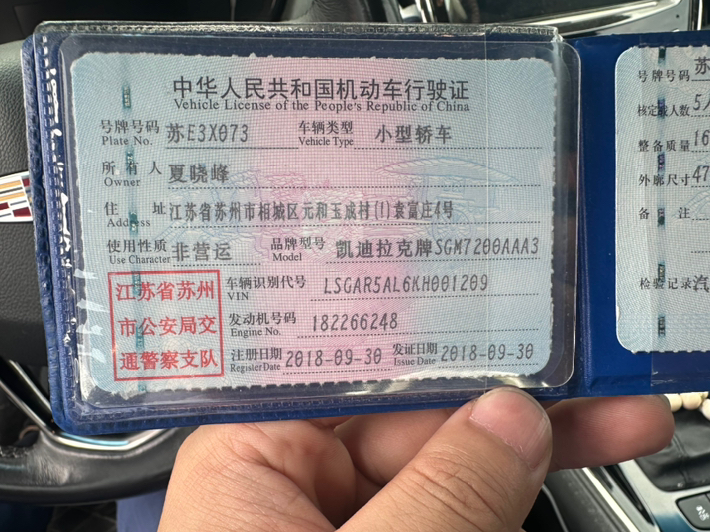 中华人民共和国机动车行驶证
Vehicle License of the People's Republic of China
号牌号码 苏E3X073 车辆类型 小型轿车
Plate No. Vehicle Type
所有人 夏晓峰
Owner
住址 江苏省苏州市相城区元和玉成村(1)袁富庄4号
Address
使用性质 非营运 品牌型号 凯迪拉克牌SGM7200AAA3
Use Character Model
江苏省苏州
市公安局交
通警察支队
车辆识别代号 LSGAR5AL6KH001209
VIN
发动机号码 182266248
Engine No.
注册日期 2018-09-30 发证日期 2018-09-30
Register Date Issue Date
号牌号码 苏
核定载人数 5人
整备质量 16
外廓尺寸 47
备注
检验记录 汽